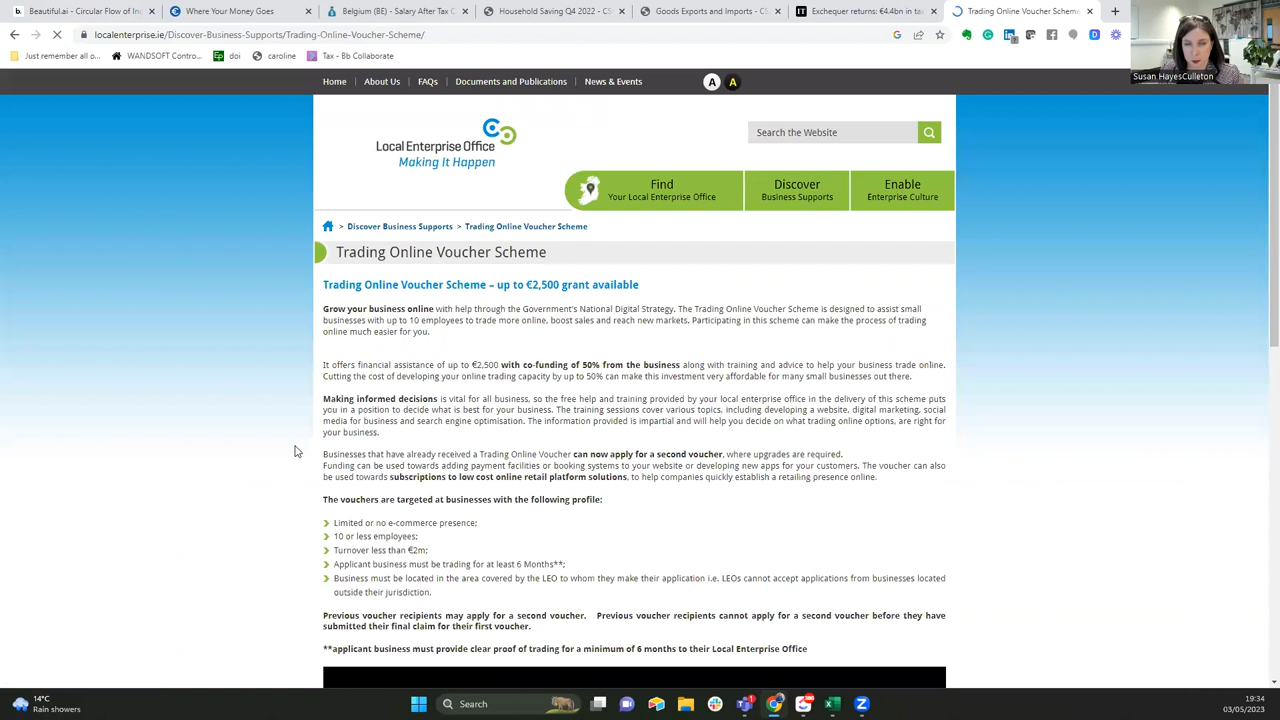 Beautiful.ai - Circular Flow of In
Where Your Money Goes
Belgium (BE) - Salary After Tax C
Household Saving Q4 2022 - CS
Goods Exports and Imports - CS
Exchequer returns: €4.4bn in tax
Trading Online Voucher Scheme
localenterprise.ie/Discover-Business-Supports/Trading-Online-Voucher-Scheme/
Just remember all o...
WANDSOFT Contro...
doi
caroline
Tax - Bb Collaborate
Susan HayesCulleton
Home
About Us
FAQs
Documents and Publications
News & Events
A
A
Local Enterprise Office
Making It Happen
Search the Website
Find
Your Local Enterprise Office
Discover
Business Supports
Enable
Enterprise Culture
> Discover Business Supports > Trading Online Voucher Scheme
Trading Online Voucher Scheme
Trading Online Voucher Scheme – up to €2,500 grant available
Grow your business online with help through the Government's National Digital Strategy. The Trading Online Voucher Scheme is designed to assist small
businesses with up to 10 employees to trade more online, boost sales and reach new markets. Participating in this scheme can make the process of trading
online much easier for you.
It offers financial assistance of up to €2,500 with co-funding of 50% from the business along with training and advice to help your business trade online.
Cutting the cost of developing your online trading capacity by up to 50% can make this investment very affordable for many small businesses out there.
Making informed decisions is vital for all business, so the free help and training provided by your local enterprise office in the delivery of this scheme puts
you in a position to decide what is best for your business. The training sessions cover various topics, including developing a website, digital marketing, social
media for business and search engine optimisation. The information provided is impartial and will help you decide on what trading online options, are right for
your business.
Businesses that have already received a Trading Online Voucher can now apply for a second voucher, where upgrades are required.
Funding can be used towards adding payment facilities or booking systems to your website or developing new apps for your customers. The voucher can also
be used towards subscriptions to low cost online retail platform solutions, to help companies quickly establish a retailing presence online.
The vouchers are targeted at businesses with the following profile:
Limited or no e-commerce presence;
10 or less employees;
Turnover less than €2m;
Applicant business must be trading for at least 6 Months**;
Business must be located in the area covered by the LEO to whom they make their application i.e. LEOs cannot accept applications from businesses located
outside their jurisdiction.
Previous voucher recipients may apply for a second voucher. Previous voucher recipients cannot apply for a second voucher before they have
submitted their final claim for their first voucher.
**applicant business must provide clear proof of trading for a minimum of 6 months to their Local Enterprise Office
14°C
Rain showers
Search
19:34
03/05/2023